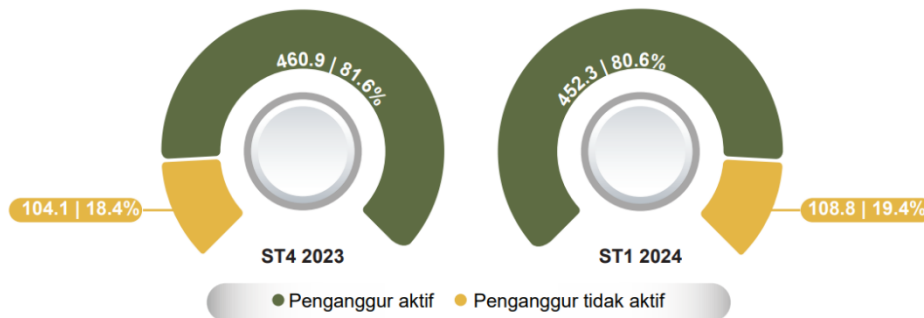 460.9 | 81.6%
104.1 | 18.4%
ST4 2023
452.3 | 80.6%
108.8 | 19.4%
ST1 2024
Penganggur aktif
Penganggur tidak aktif